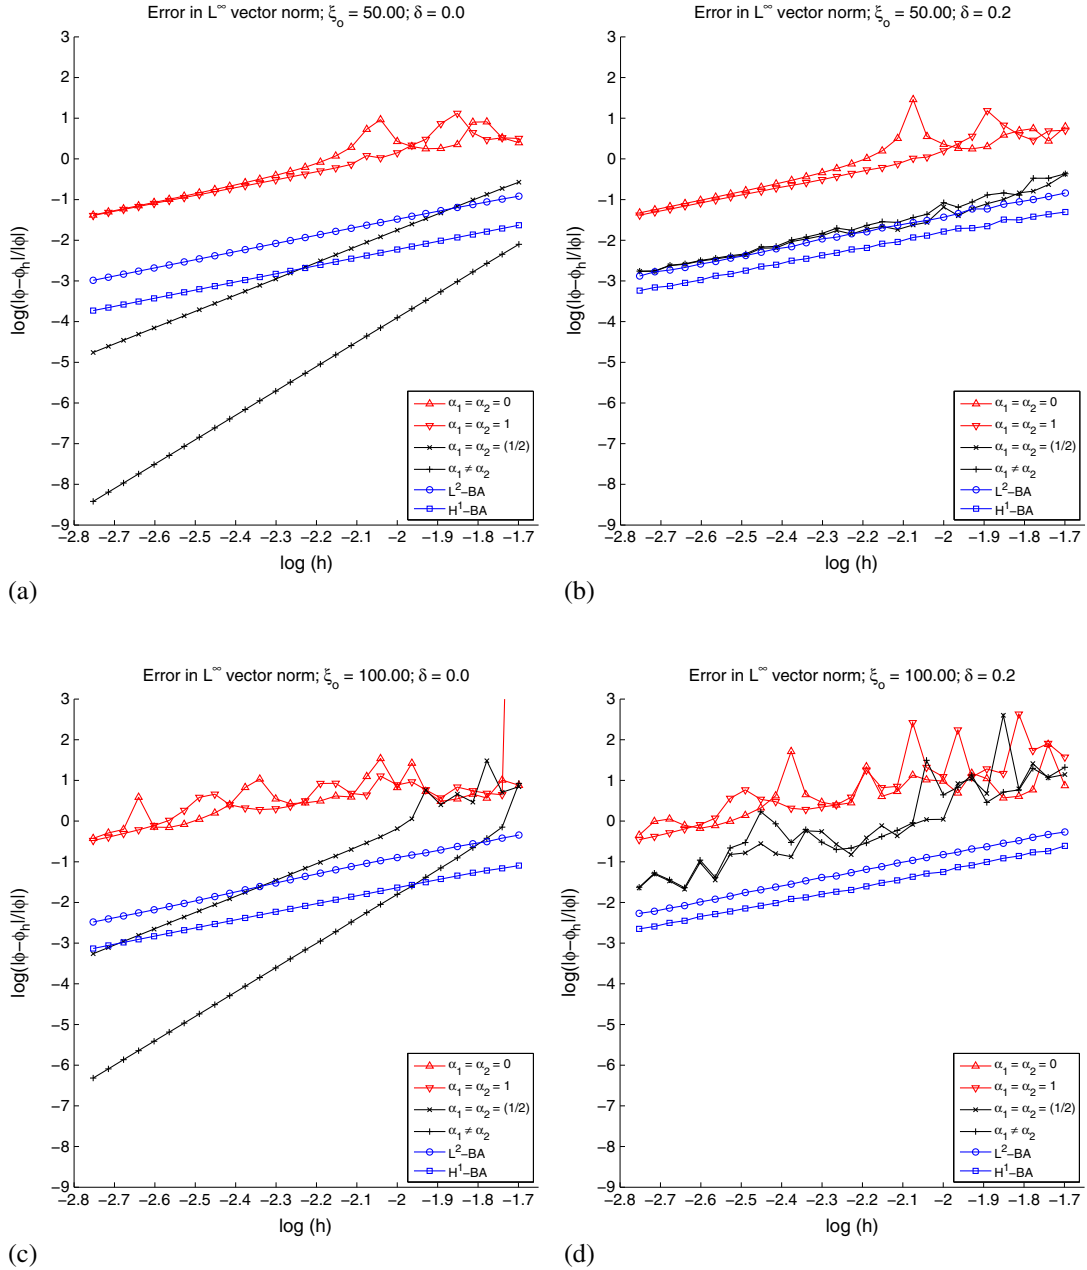 Error in L∞ vector norm; ξo = 50.00; δ = 0.0
3
2
1
0
−1
−2
−3
−4
−5
−6
−7
−8
−9
log(|ϕ−ϕh|/|ϕ|)
α1 = α2 = 0
α1 = α2 = 1
α1 = α2 = (1/2)
α1 ≠ α2
L2−BA
H1−BA
−2.8 −2.7 −2.6 −2.5 −2.4 −2.3 −2.2 −2.1 −2 −1.9 −1.8 −1.7
log (h)
(a)
Error in L∞ vector norm; ξo = 50.00; δ = 0.2
3
2
1
0
−1
−2
−3
−4
−5
−6
−7
−8
−9
log(|ϕ−ϕh|/|ϕ|)
α1 = α2 = 0
α1 = α2 = 1
α1 = α2 = (1/2)
α1 ≠ α2
L2−BA
H1−BA
−2.8 −2.7 −2.6 −2.5 −2.4 −2.3 −2.2 −2.1 −2 −1.9 −1.8 −1.7
log (h)
(b)
Error in L∞ vector norm; ξo = 100.00; δ = 0.0
3
2
1
0
−1
−2
−3
−4
−5
−6
−7
−8
−9
log(|ϕ−ϕh|/|ϕ|)
α1 = α2 = 0
α1 = α2 = 1
α1 = α2 = (1/2)
α1 ≠ α2
L2−BA
H1−BA
−2.8 −2.7 −2.6 −2.5 −2.4 −2.3 −2.2 −2.1 −2 −1.9 −1.8 −1.7
log (h)
(c)
Error in L∞ vector norm; ξo = 100.00; δ = 0.2
3
2
1
0
−1
−2
−3
−4
−5
−6
−7
−8
−9
log(|ϕ−ϕh|/|ϕ|)
α1 = α2 = 0
α1 = α2 = 1
α1 = α2 = (1/2)
α1 ≠ α2
L2−BA
H1−BA
−2.8 −2.7 −2.6 −2.5 −2.4 −2.3 −2.2 −2.1 −2 −1.9 −1.8 −1.7
log (h)
(d)